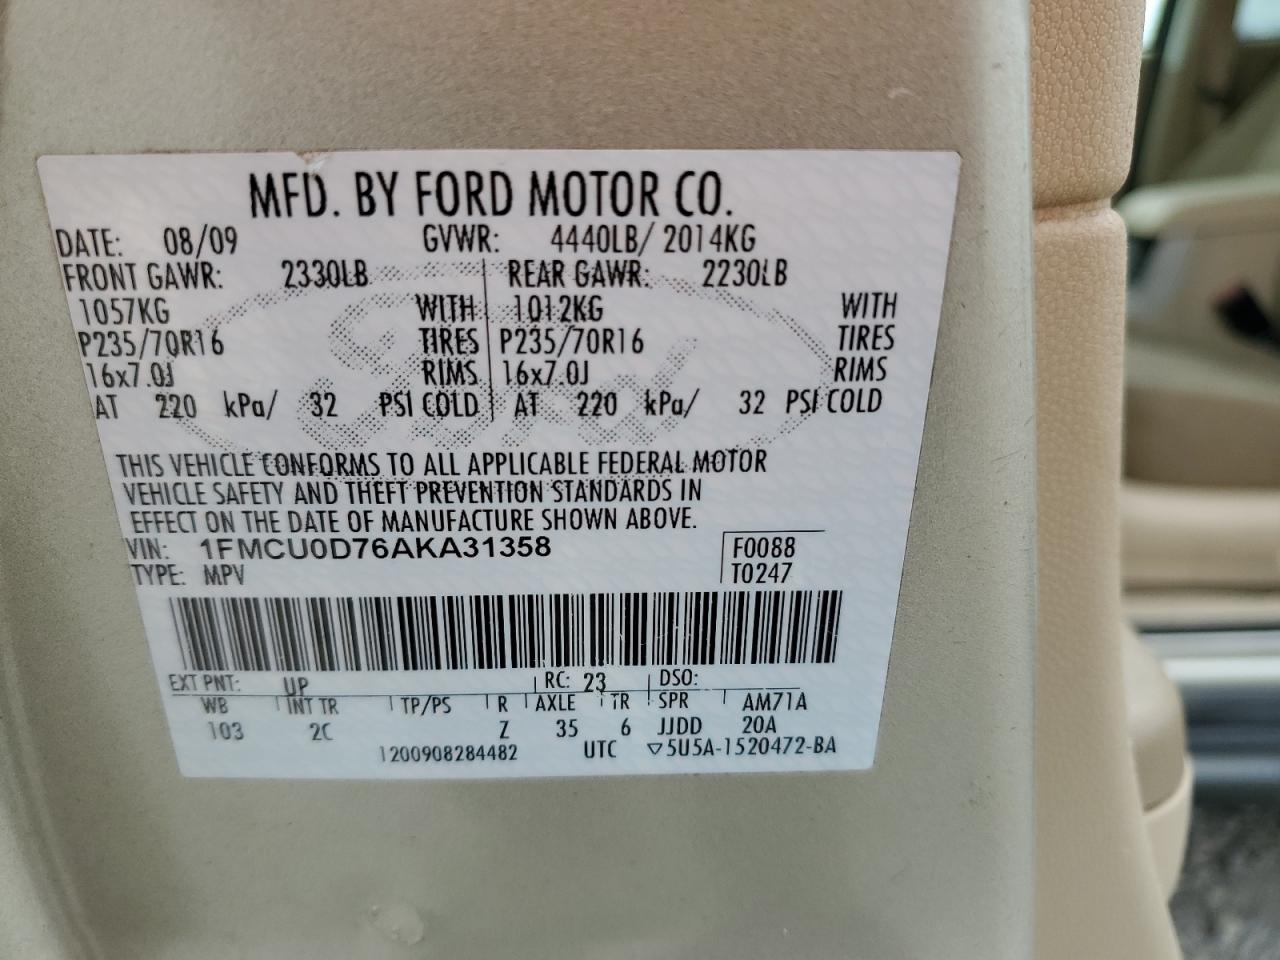 MFD. BY FORD MOTOR CO.
DATE: 08/09 GVWR: 4440LB/ 2014KG
FRONT GAWR: 2330LB REAR GAWR: 2230LB
1057KG WITH 1012KG WITH
P235/70R16 TIRES P235/70R16 TIRES
16x7.0J RIMS 16x7.0J RIMS
AT 220 kPa/ 32 PSI COLD AT 220 kPa/ 32 PSI COLD
Ford
THIS VEHICLE CONFORMS TO ALL APPLICABLE FEDERAL MOTOR
VEHICLE SAFETY AND THEFT PREVENTION STANDARDS IN
EFFECT ON THE DATE OF MANUFACTURE SHOWN ABOVE.
VIN: 1FMCU0D76AKA31358 F0088
TYPE: MPV T0247
EXT PNT: UP RC: 23 DSO:
WB INT TR TP/PS R AXLE TR SPR AM71A
103 2C Z 35 6 JJDD 20A
1200908284482 UTC ▽5U5A-1520472-BA